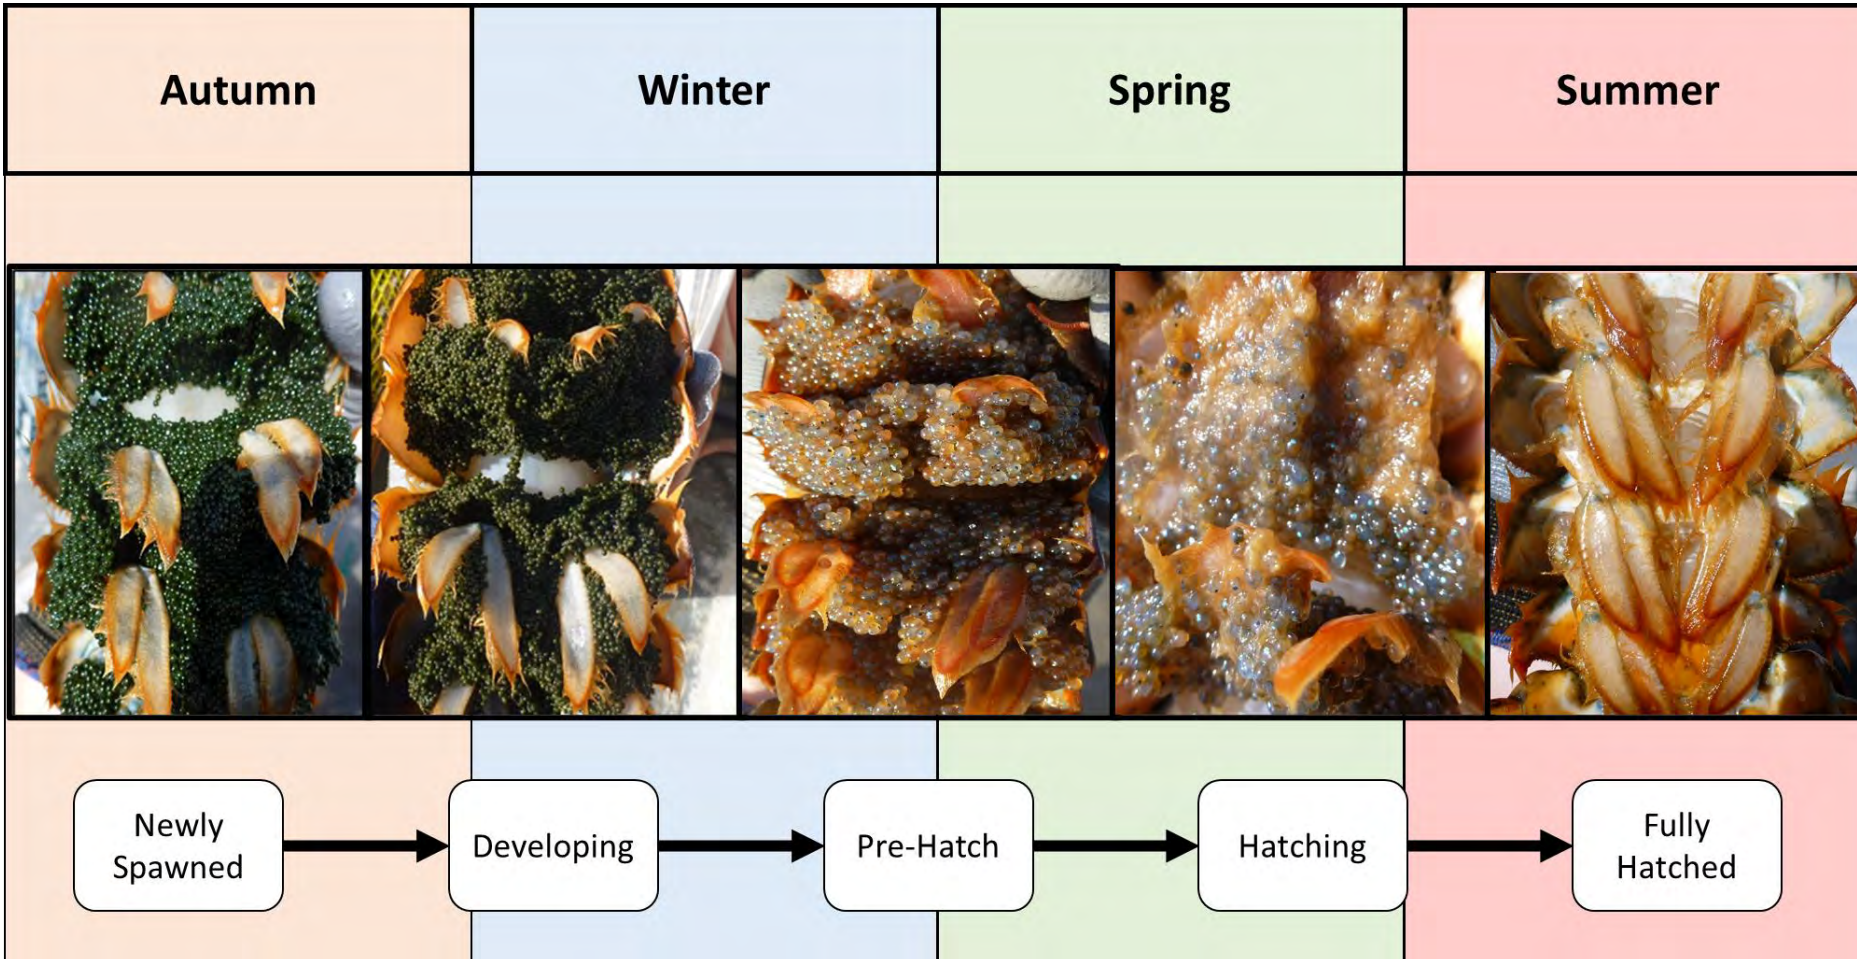 Autumn
Winter
Spring
Summer
Newly
Spawned
Developing
Pre-Hatch
Hatching
Fully
Hatched